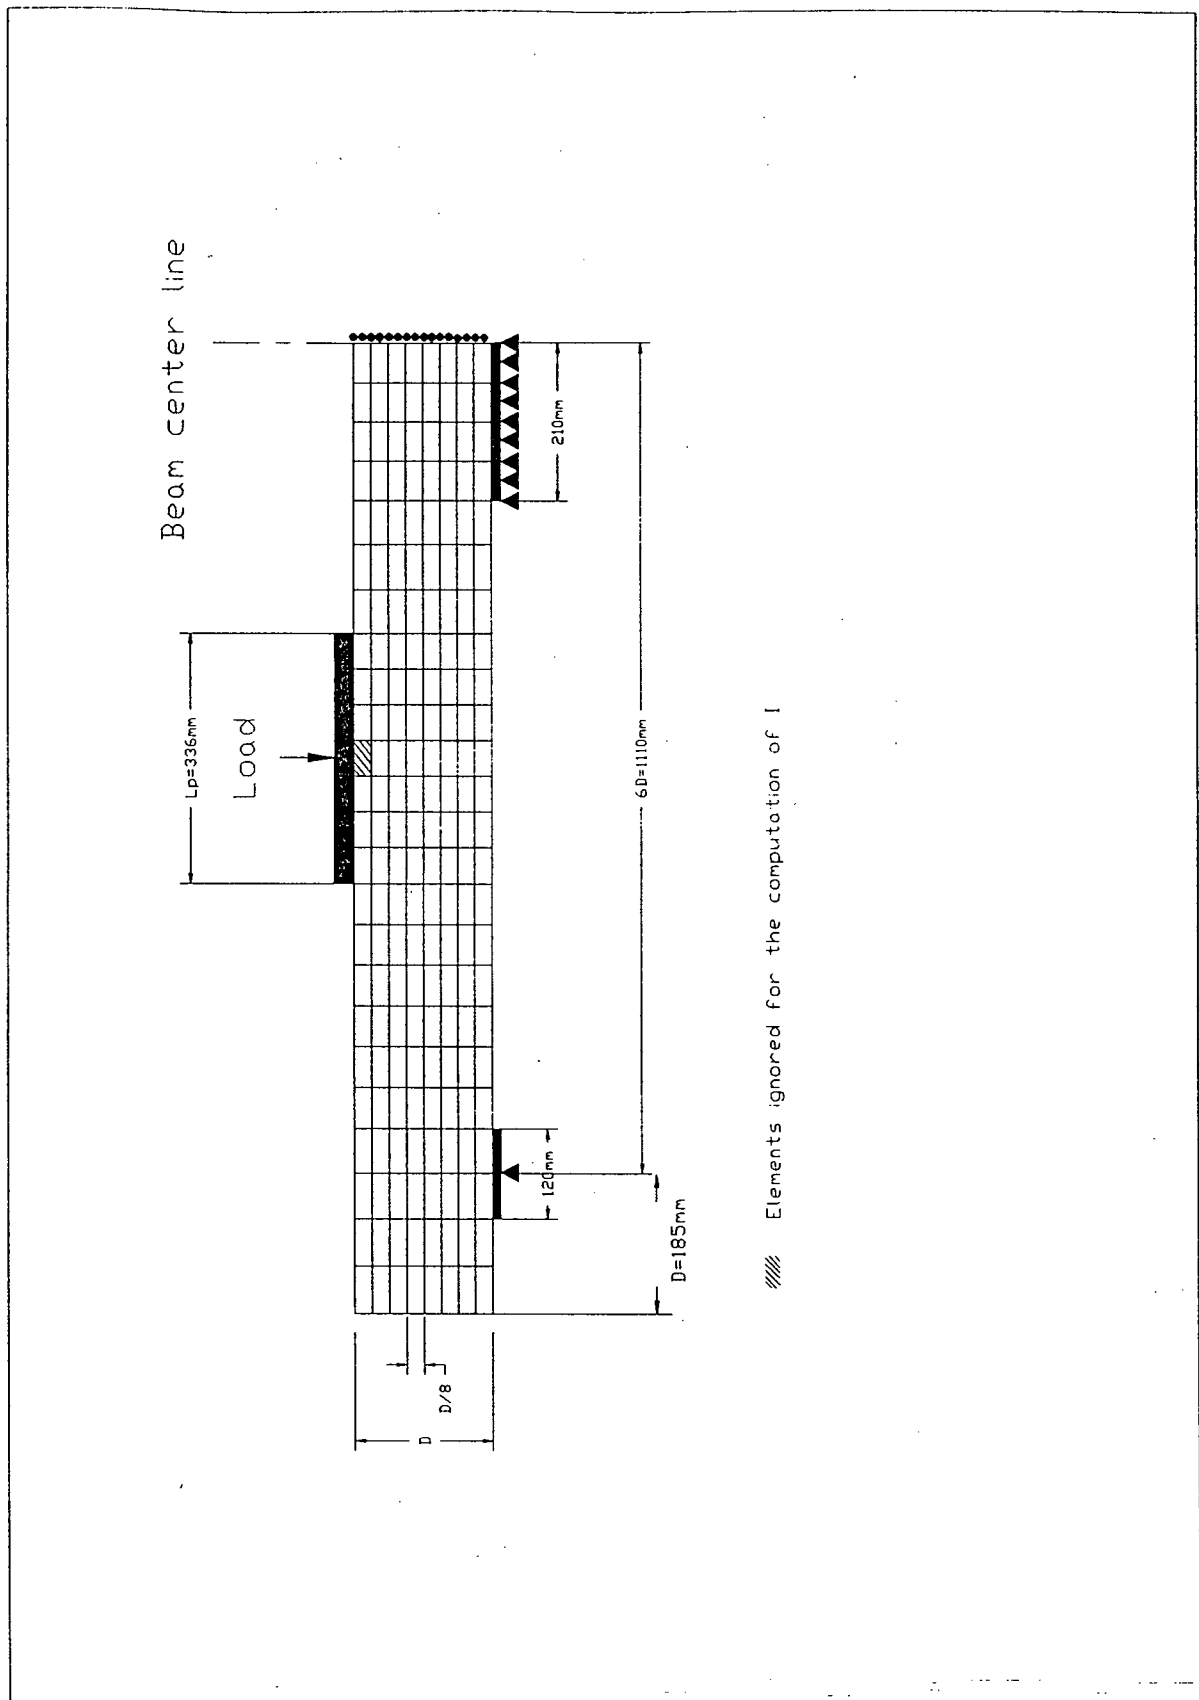 Beam center line
Lp=336mm
Load
210mm
6D=1110mm
120mm
D=185mm
D/8
D
Elements ignored for the computation of I